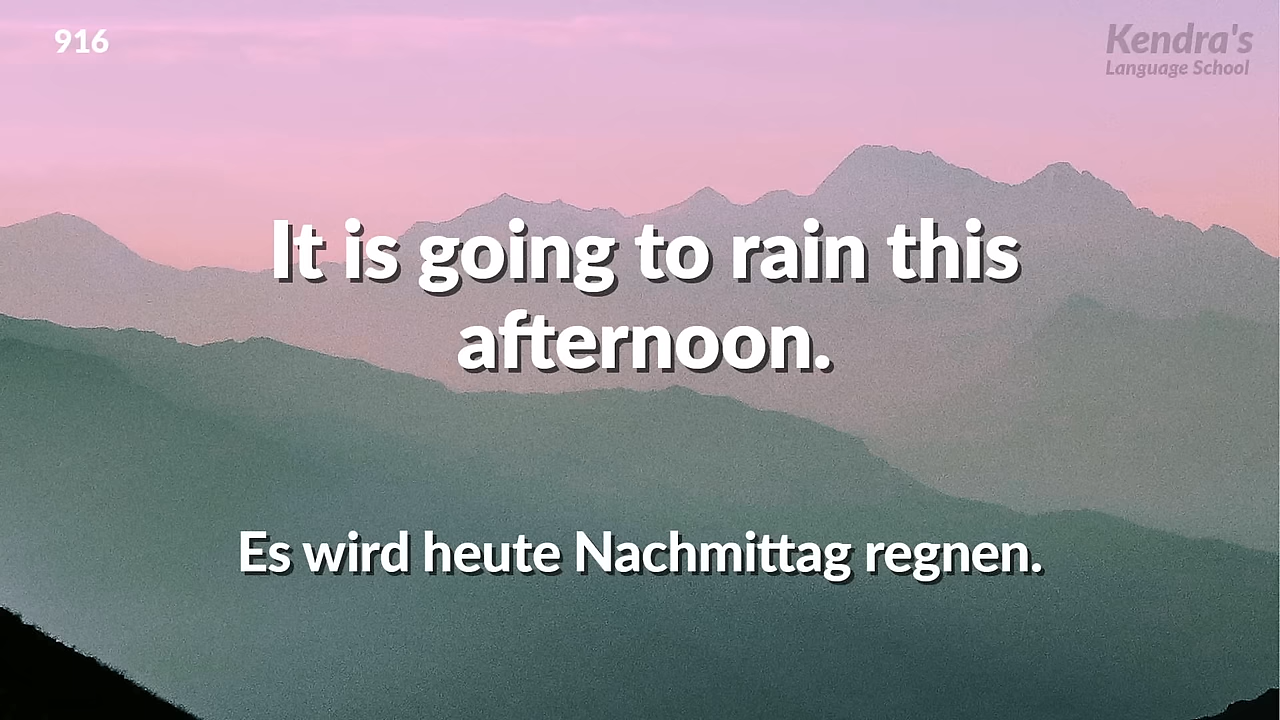 916
Kendra's
Language School
It is going to rain this
afternoon.
Es wird heute Nachmittag regnen.